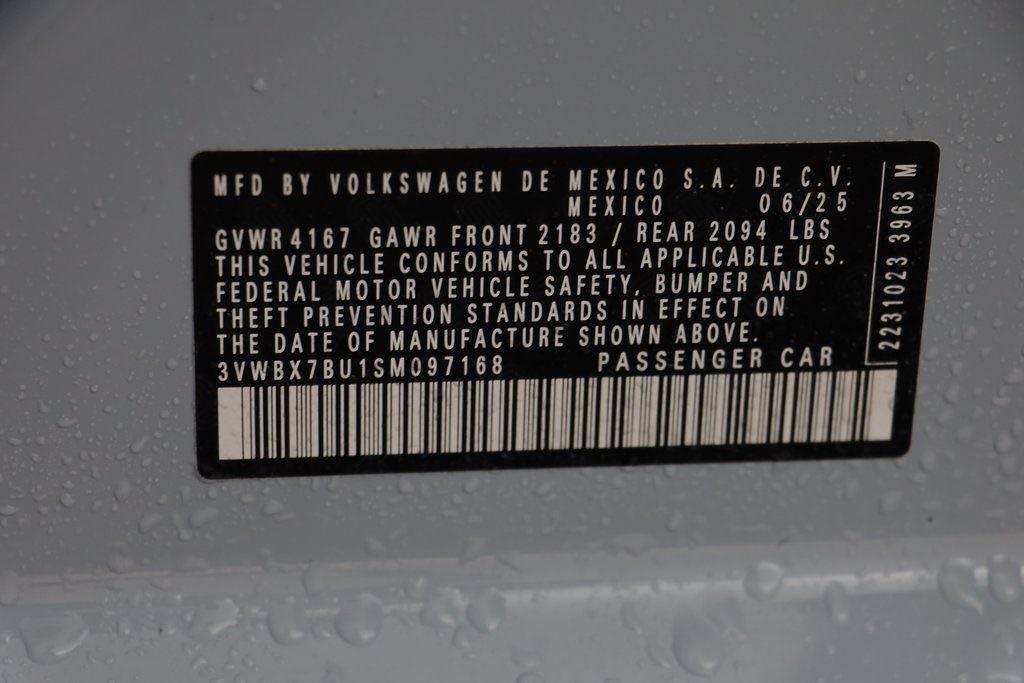 MFD BY VOLKSWAGEN DE MEXICO S.A. DE C.V.
MEXICO 06/25
GVWR 4167 GAWR FRONT 2183 / REAR 2094 LBS
THIS VEHICLE CONFORMS TO ALL APPLICABLE U.S.
FEDERAL MOTOR VEHICLE SAFETY, BUMPER AND
THEFT PREVENTION STANDARDS IN EFFECT ON
THE DATE OF MANUFACTURE SHOWN ABOVE.
3VWBX7BU1SM097168 PASSENGER CAR
2231023 3963 M